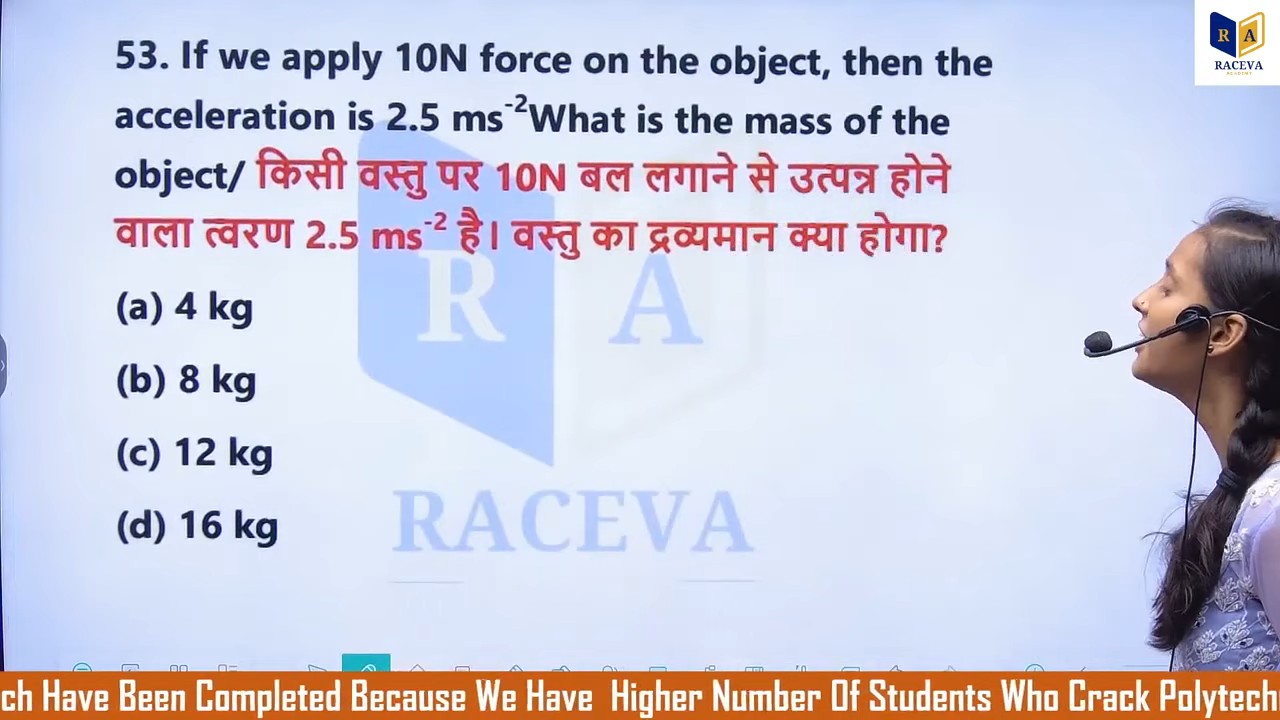 R A
RACEVA
ACADEMY
53. If we apply 10N force on the object, then the
acceleration is 2.5 ms⁻²What is the mass of the
object/ किसी वस्तु पर 10N बल लगाने से उत्पन्न होने
वाला त्वरण 2.5 ms⁻² है। वस्तु का द्रव्यमान क्या होगा?
R A
(a) 4 kg
(b) 8 kg
(c) 12 kg
(d) 16 kg
RACEVA
ch Have Been Completed Because We Have Higher Number Of Students Who Crack Polytech